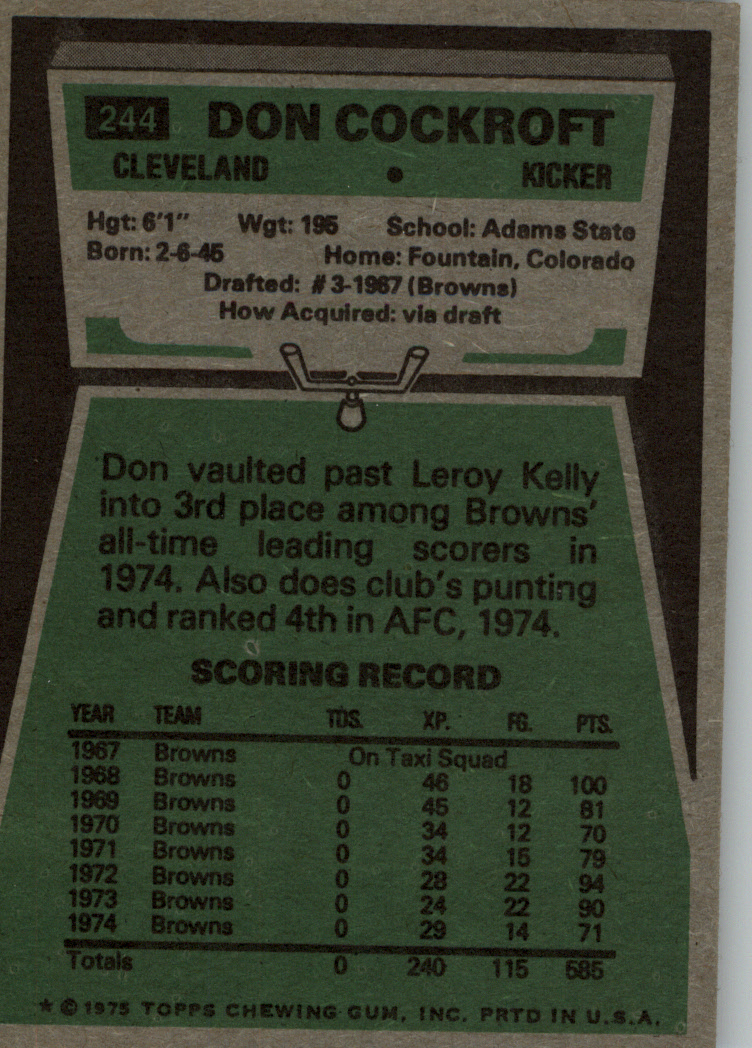 244 DON COCKROFT
CLEVELAND • KICKER
Hgt: 6'1" Wgt: 195 School: Adams State
Born: 2-6-45 Home: Fountain, Colorado
Drafted: #3-1967 (Browns)
How Acquired: via draft
Don vaulted past Leroy Kelly
into 3rd place among Browns'
all-time leading scorers in
1974. Also does club's punting
and ranked 4th in AFC, 1974.
SCORING RECORD
YEAR TEAM TDS. XP. FG. PTS.
1967 Browns On Taxi Squad
1968 Browns 0 46 18 100
1969 Browns 0 45 12 81
1970 Browns 0 34 12 70
1971 Browns 0 34 15 79
1972 Browns 0 28 22 94
1973 Browns 0 24 22 90
1974 Browns 0 29 14 71
Totals 0 240 115 585
* © 1975 TOPPS CHEWING GUM, INC. PRTD IN U.S.A.